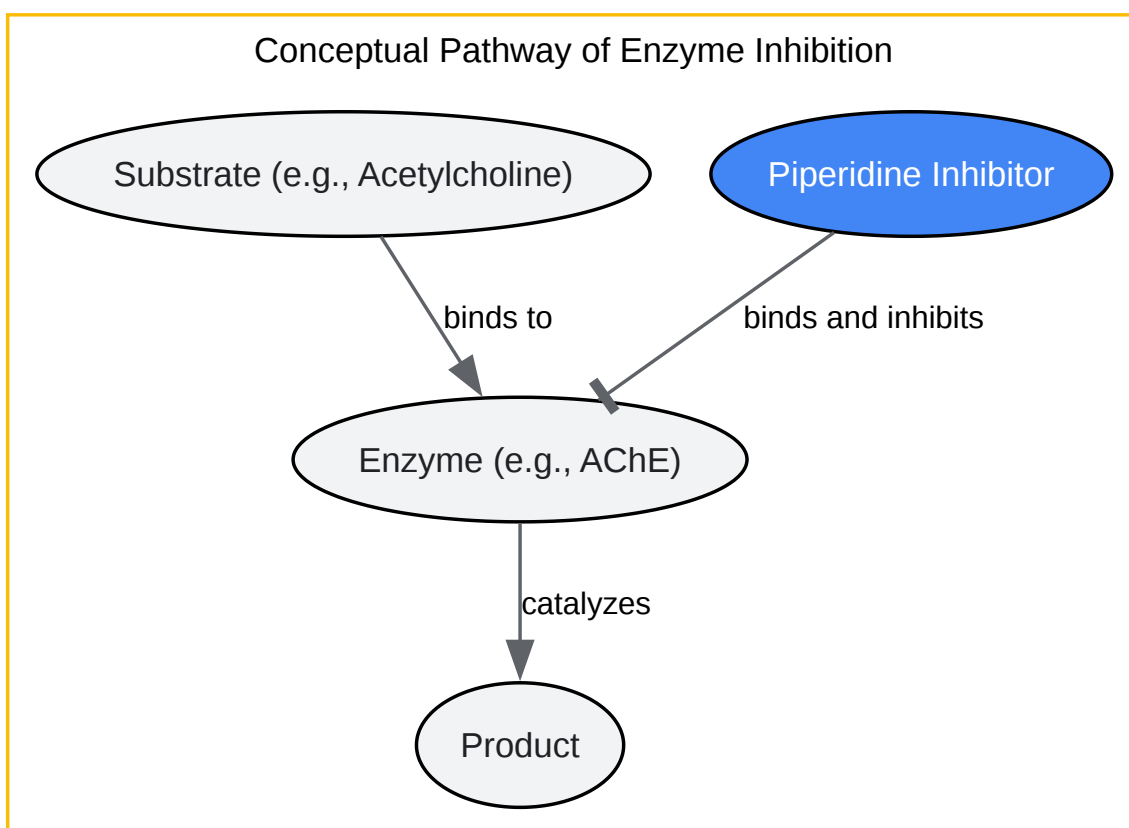 Conceptual Pathway of Enzyme Inhibition
Substrate (e.g., Acetylcholine)
Piperidine Inhibitor
binds to
binds and inhibits
Enzyme (e.g., AChE)
catalyzes
Product